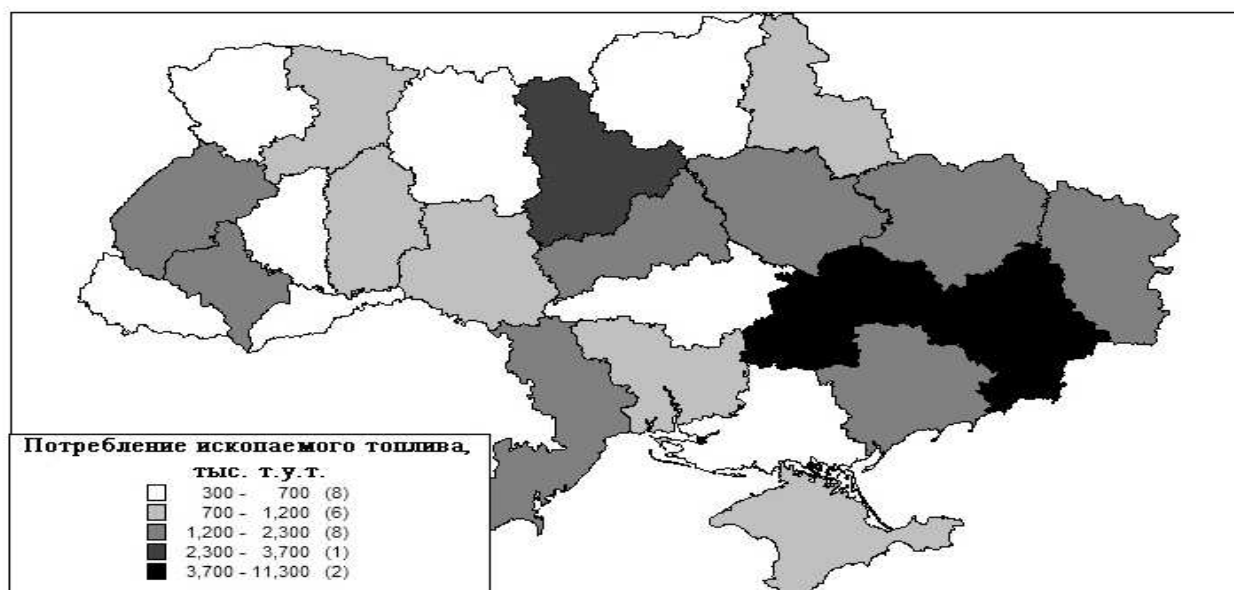 Потребление ископаемого топлива,
тыс. т.у.т.
300 - 700 (8)
700 - 1,200 (6)
1,200 - 2,300 (8)
2,300 - 3,700 (1)
3,700 - 11,300 (2)